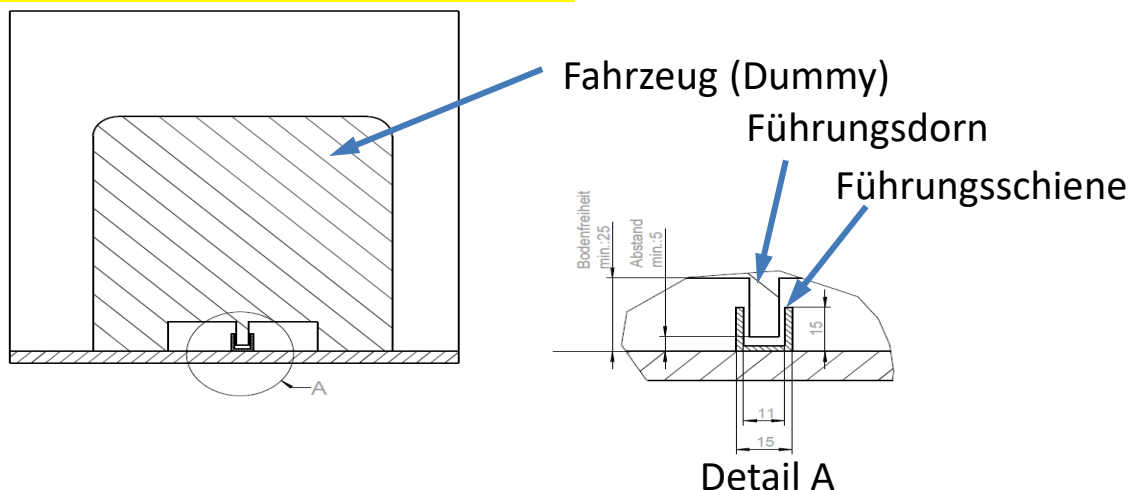 Fahrzeug (Dummy)
Führungsdorn
Führungsschiene
Bodenfreiheit
min.:25
Abstand
min.:5
15
11
15
A
Detail A